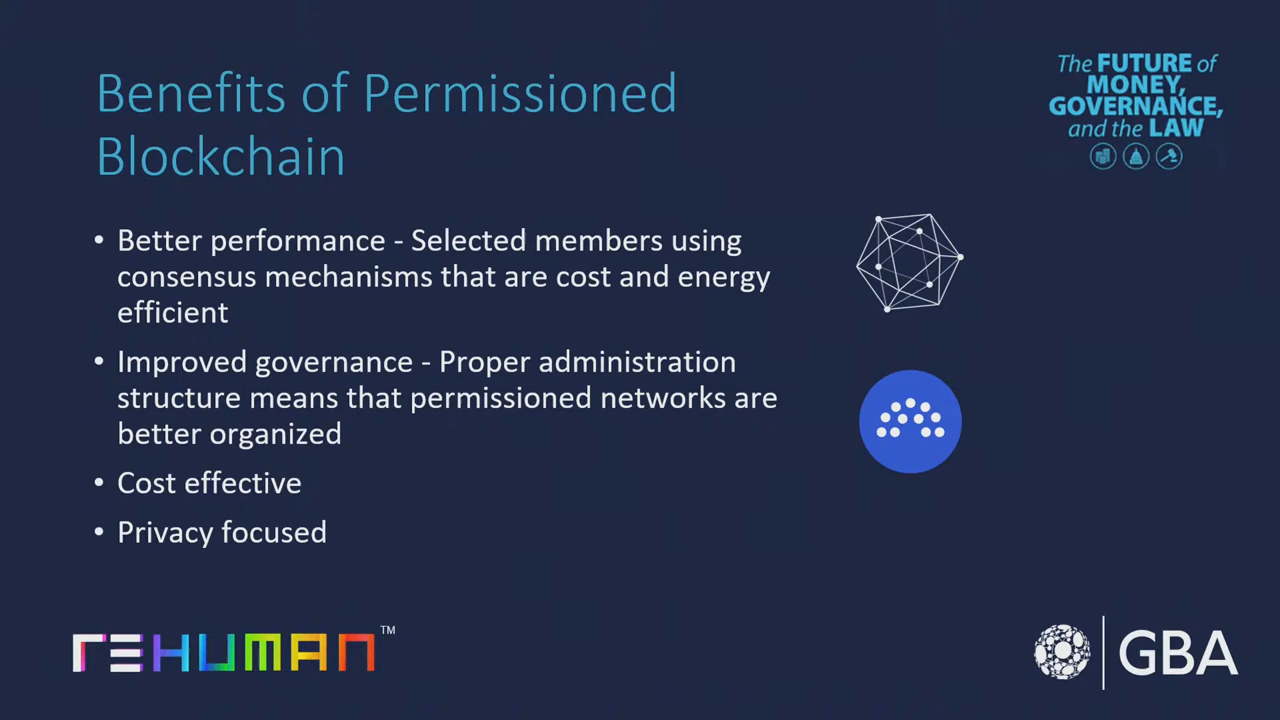 Benefits of Permissioned
Blockchain
The FUTURE of
MONEY,
GOVERNANCE,
and the LAW
• Better performance - Selected members using
consensus mechanisms that are cost and energy
efficient
• Improved governance - Proper administration
structure means that permissioned networks are
better organized
• Cost effective
• Privacy focused
rEHUMAN™
GBA